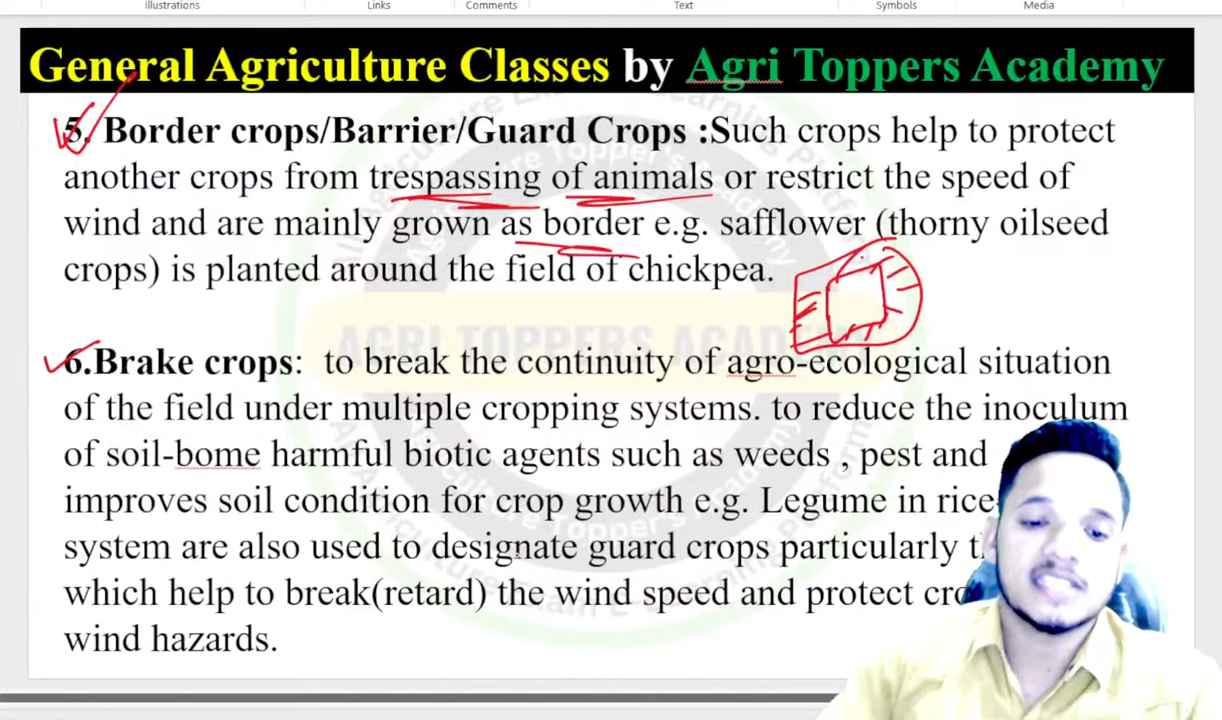 Illustrations Links Comments Text Symbols Media
General Agriculture Classes by Agri Toppers Academy
5. Border crops/Barrier/Guard Crops :Such crops help to protect
another crops from trespassing of animals or restrict the speed of
wind and are mainly grown as border e.g. safflower (thorny oilseed
crops) is planted around the field of chickpea.
AGRI TOPPERS ACADEMY
6.Brake crops: to break the continuity of agro-ecological situation
of the field under multiple cropping systems. to reduce the inoculum
of soil-bome harmful biotic agents such as weeds , pest and
improves soil condition for crop growth e.g. Legume in rice
system are also used to designate guard crops particularly
which help to break(retard) the wind speed and protect
wind hazards.